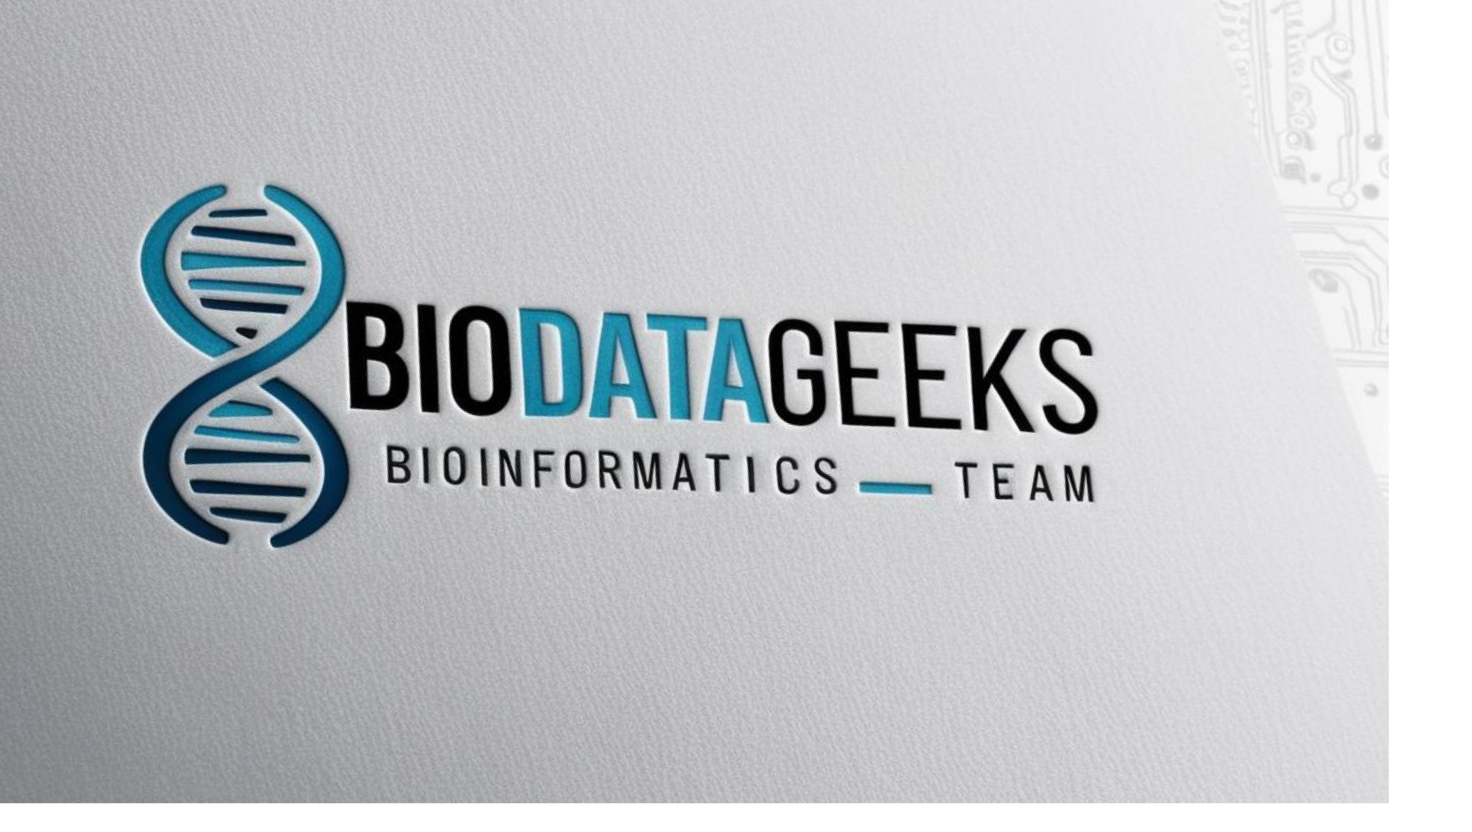 BIODATAGEEKS
BIOINFORMATICS — TEAM